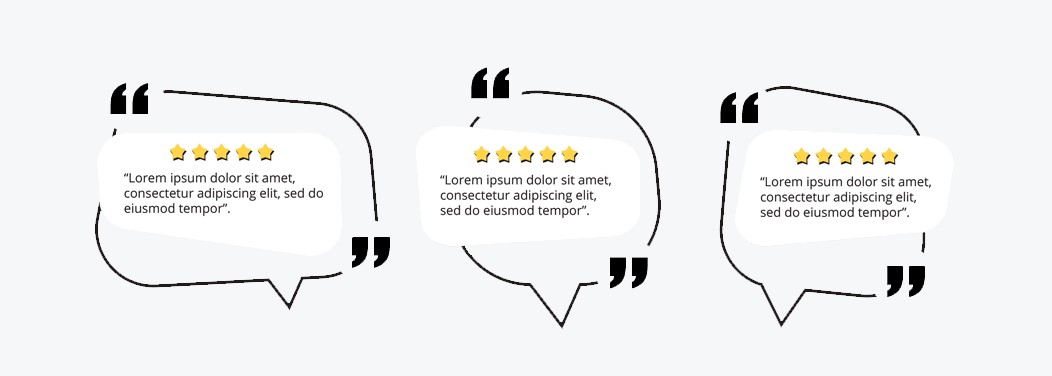 “Lorem ipsum dolor sit amet,
consectetur adipiscing elit, sed do
eiusmod tempor”.
“Lorem ipsum dolor sit amet,
consectetur adipiscing elit,
sed do eiusmod tempor”.
“Lorem ipsum dolor sit amet,
consectetur adipiscing elit,
sed do eiusmod tempor”.